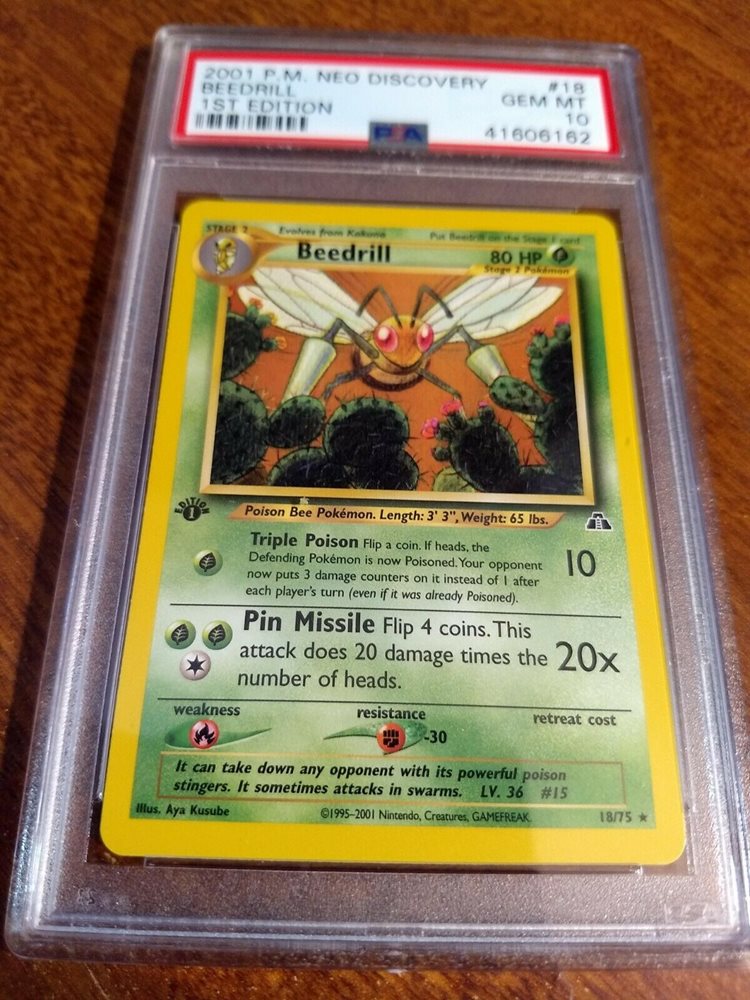 2001 P.M. NEO DISCOVERY #18
BEEDRILL GEM MT
1ST EDITION 10
PSA 41606162
STAGE 2 Evolves from Kakuna Put Beedrill on the Stage 1 card
Beedrill 80 HP
Stage 2 Pokémon
EDITION
1
Poison Bee Pokémon. Length: 3' 3", Weight: 65 lbs.
Triple Poison Flip a coin. If heads, the
Defending Pokémon is now Poisoned. Your opponent 10
now puts 3 damage counters on it instead of 1 after
each player's turn (even if it was already Poisoned).
Pin Missile Flip 4 coins. This
attack does 20 damage times the 20x
number of heads.
weakness resistance retreat cost
-30
It can take down any opponent with its powerful poison
stingers. It sometimes attacks in swarms. LV. 36 #15
Illus. Aya Kusube ©1995-2001 Nintendo, Creatures, GAMEFREAK. 18/75 ★